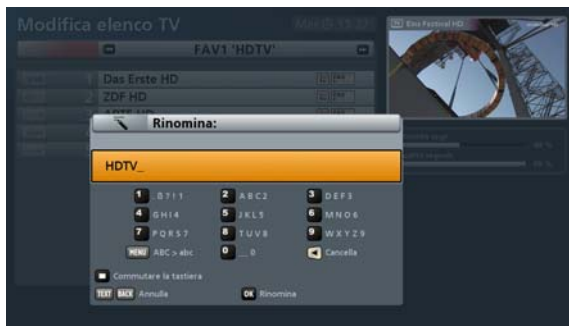 Modifica elenco TV
Eins Festival HD
FAV1 'HDTV'
1 Das Erste HD
2 ZDF HD
Rinomina:
HDTV_
1 .B?!1 2 ABC2 3 DEF3
4 GHI4 5 JKL5 6 MNO6
7 PQRS7 8 TUV8 9 WXYZ9
MENU ABC > abc 0 _ 0 Cancella
Commutare la tastiera
TEXT BACK Annulla OK Rinomina